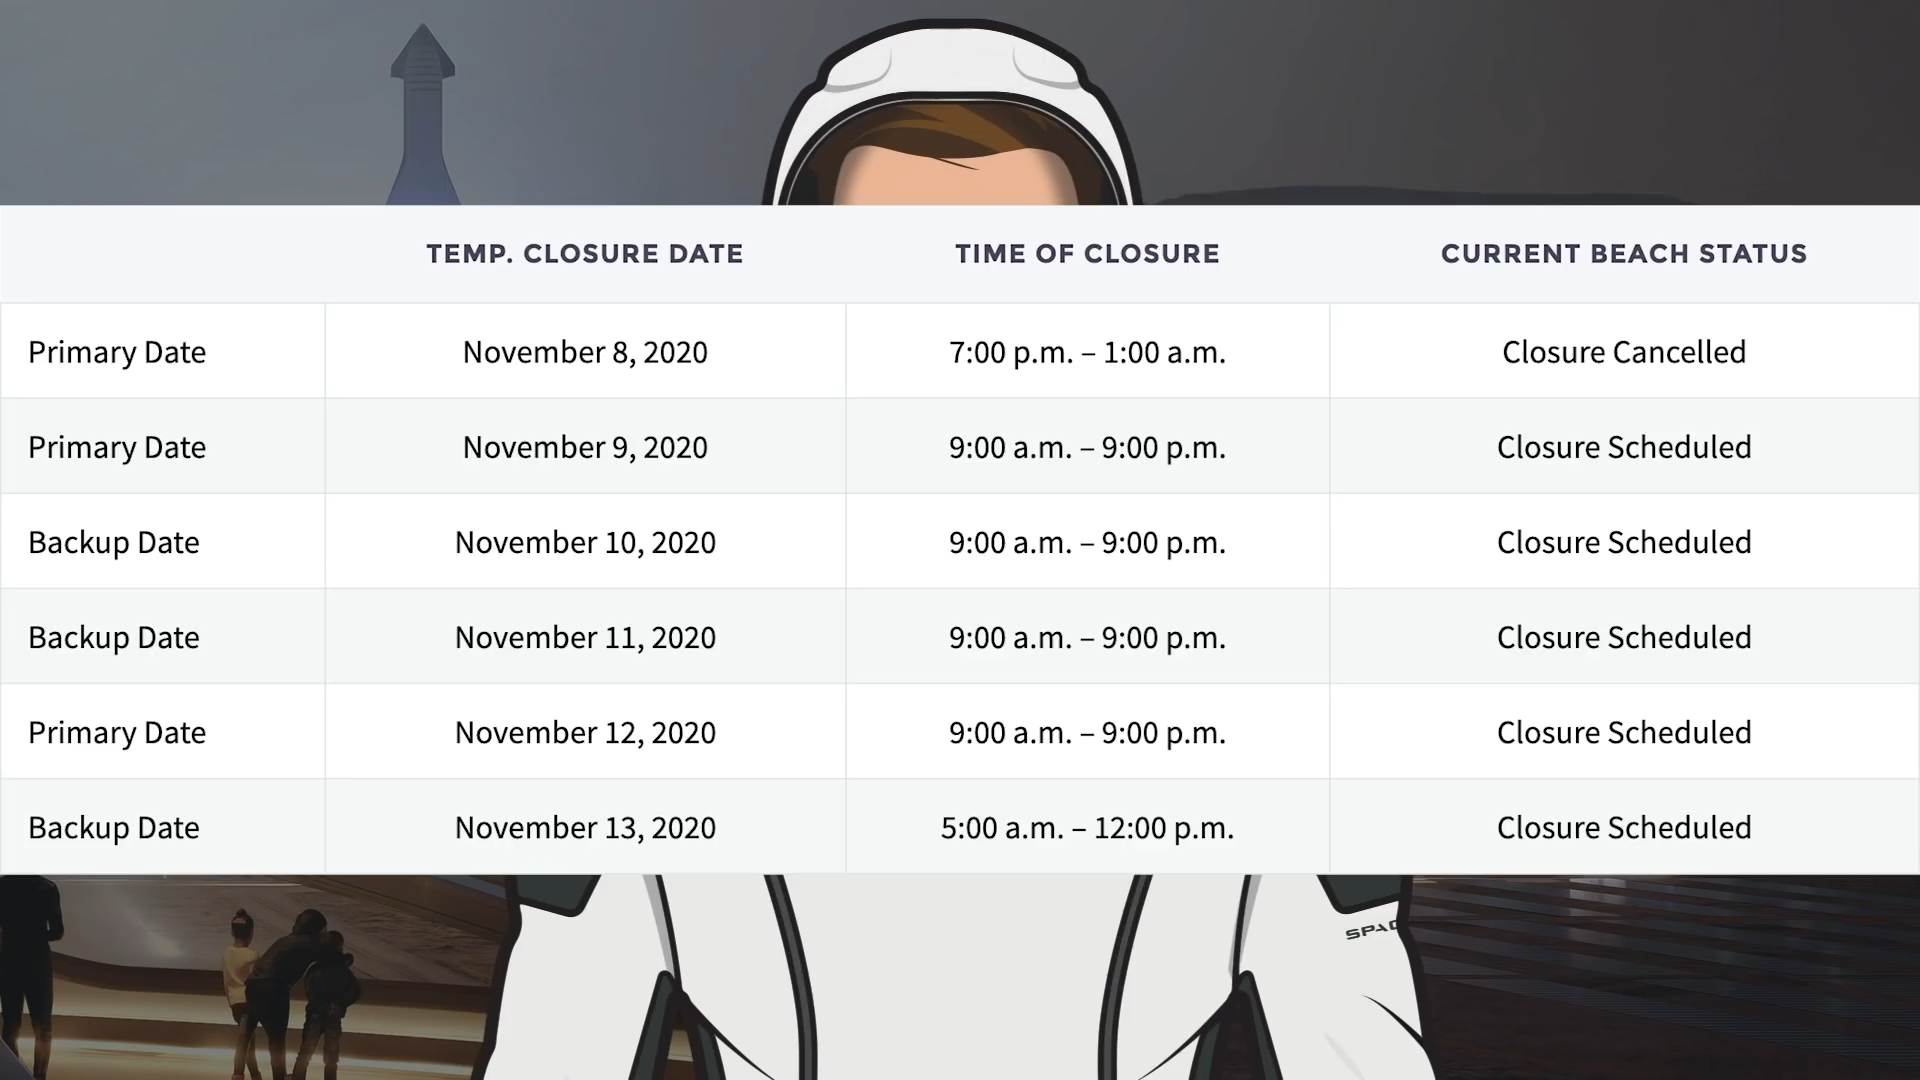 TEMP. CLOSURE DATE TIME OF CLOSURE CURRENT BEACH STATUS
Primary Date November 8, 2020 7:00 p.m. – 1:00 a.m. Closure Cancelled
Primary Date November 9, 2020 9:00 a.m. – 9:00 p.m. Closure Scheduled
Backup Date November 10, 2020 9:00 a.m. – 9:00 p.m. Closure Scheduled
Backup Date November 11, 2020 9:00 a.m. – 9:00 p.m. Closure Scheduled
Primary Date November 12, 2020 9:00 a.m. – 9:00 p.m. Closure Scheduled
Backup Date November 13, 2020 5:00 a.m. – 12:00 p.m. Closure Scheduled
SPAC